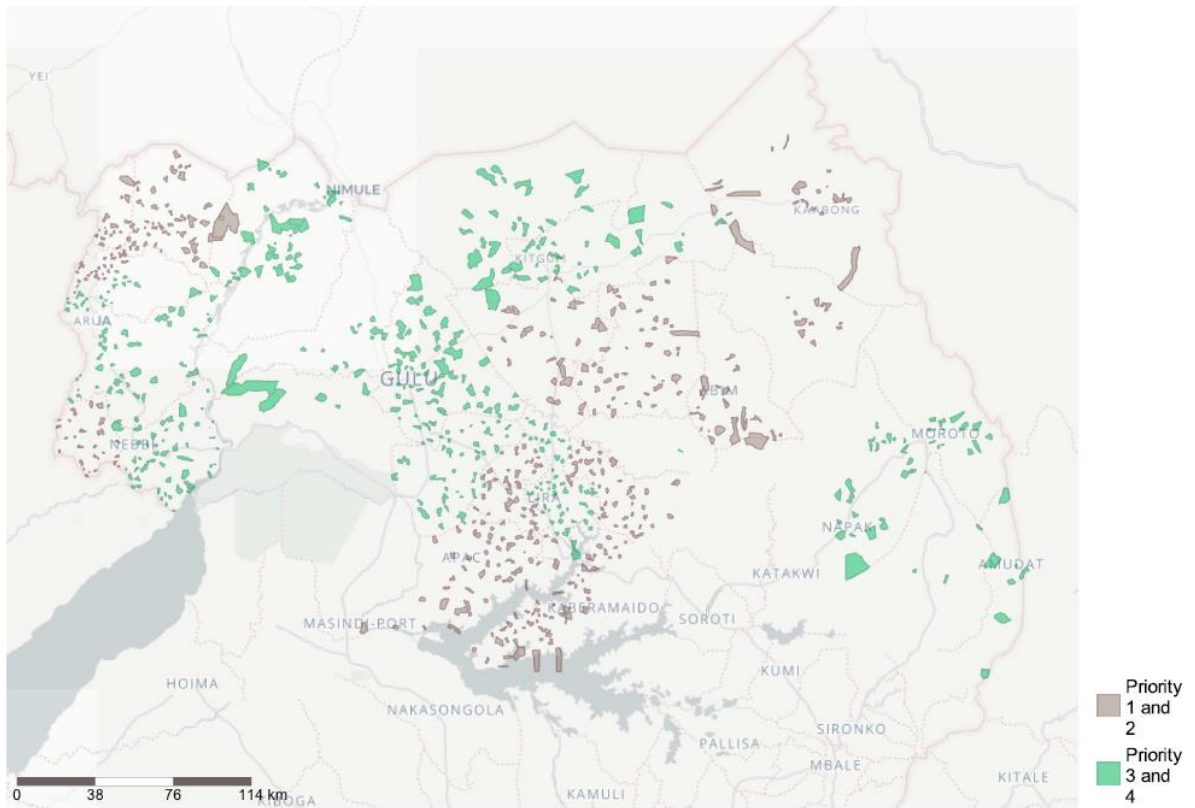 YEI
NIMULE
KAABONG
KITGUM
ARUA
GULU
ABIM
NEBBI
MOROTO
LIRA
NAPAK
APAC
KATAKWI
AMUDAT
KABERAMAIDO
SOROTI
MASINDI-PORT
KUMI
HOIMA
NAKASONGOLA
SIRONKO
PALLISA
MBALE
KITALE
KIBOGA
KAMULI
0 38 76 114 km
Priority
1 and
2
Priority
3 and
4